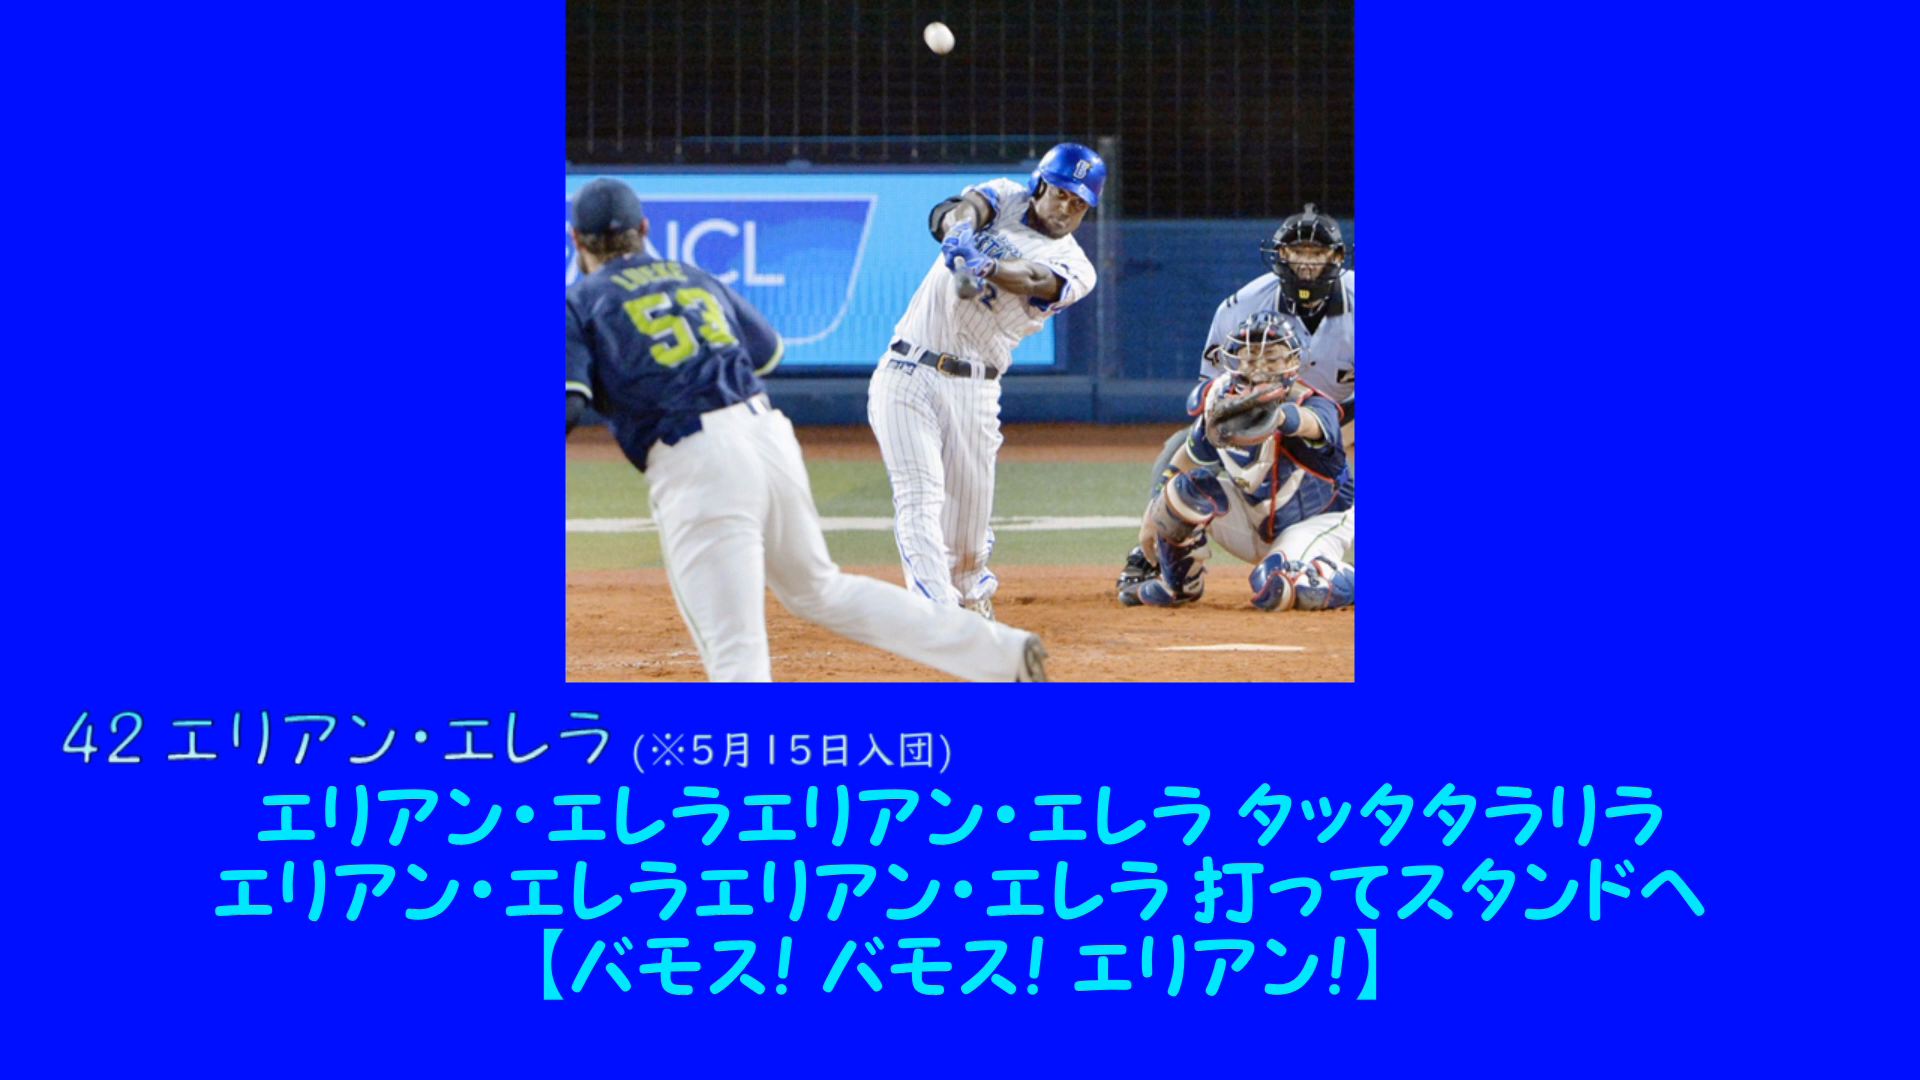 NCL
53
2
42 エリアン・エレラ (※5月15日入団)
エリアン・エレラエリアン・エレラ タッタタラリラ
エリアン・エレラエリアン・エレラ 打ってスタンドへ
【バモス! バモス! エリアン!】